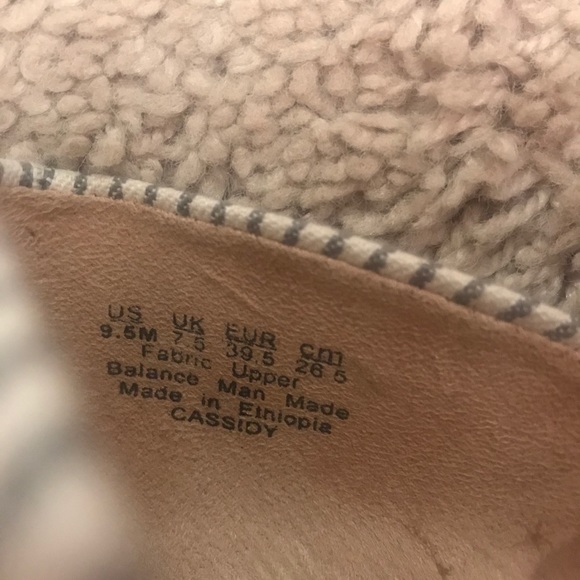 US UK EUR cm
9.5M 7.5 39.5 26.5
Fabric Upper
Balance Man Made
Made in Ethiopia
CASSIDY